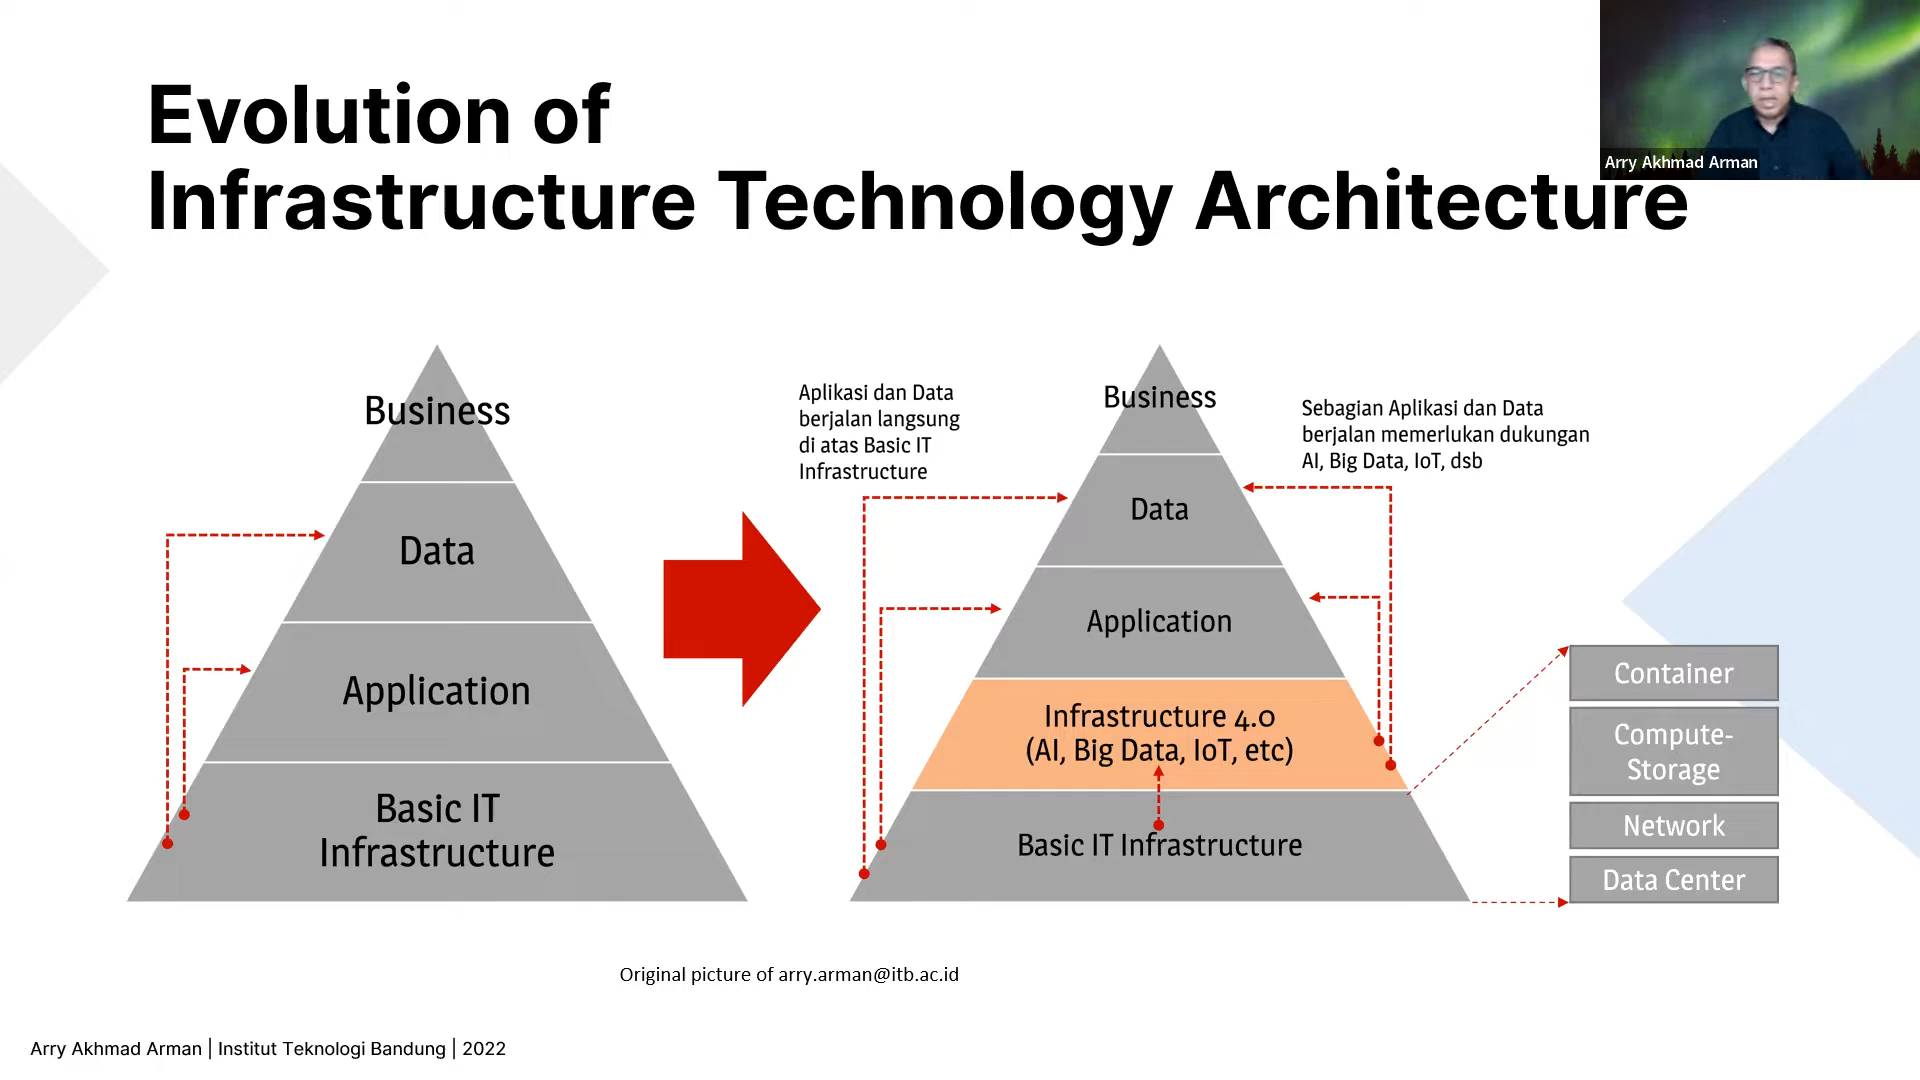 Evolution of
Infrastructure Technology Architecture
Arry Akhmad Arman
Business
Data
Application
Basic IT
Infrastructure
Aplikasi dan Data
berjalan langsung
di atas Basic IT
Infrastructure
Business
Data
Application
Infrastructure 4.0
(AI, Big Data, IoT, etc)
Basic IT Infrastructure
Sebagian Aplikasi dan Data
berjalan memerlukan dukungan
AI, Big Data, IoT, dsb
Container
Compute-
Storage
Network
Data Center
Original picture of arry.arman@itb.ac.id
Arry Akhmad Arman | Institut Teknologi Bandung | 2022